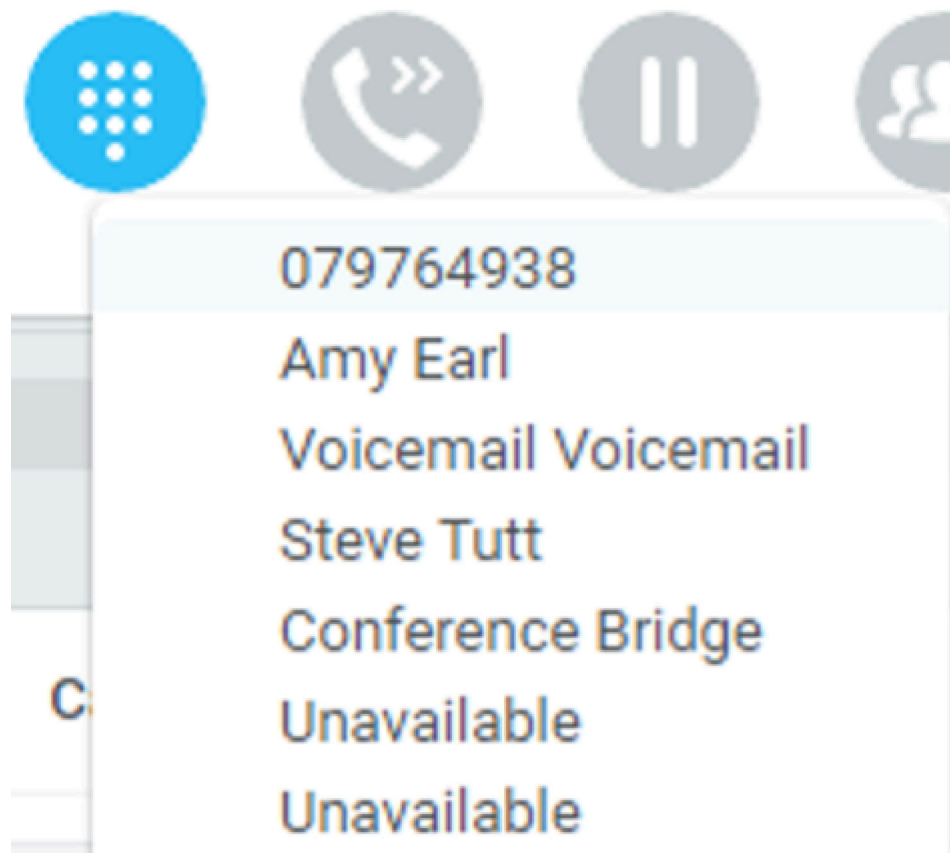 079764938
Amy Earl
Voicemail Voicemail
Steve Tutt
Conference Bridge
Unavailable
Unavailable